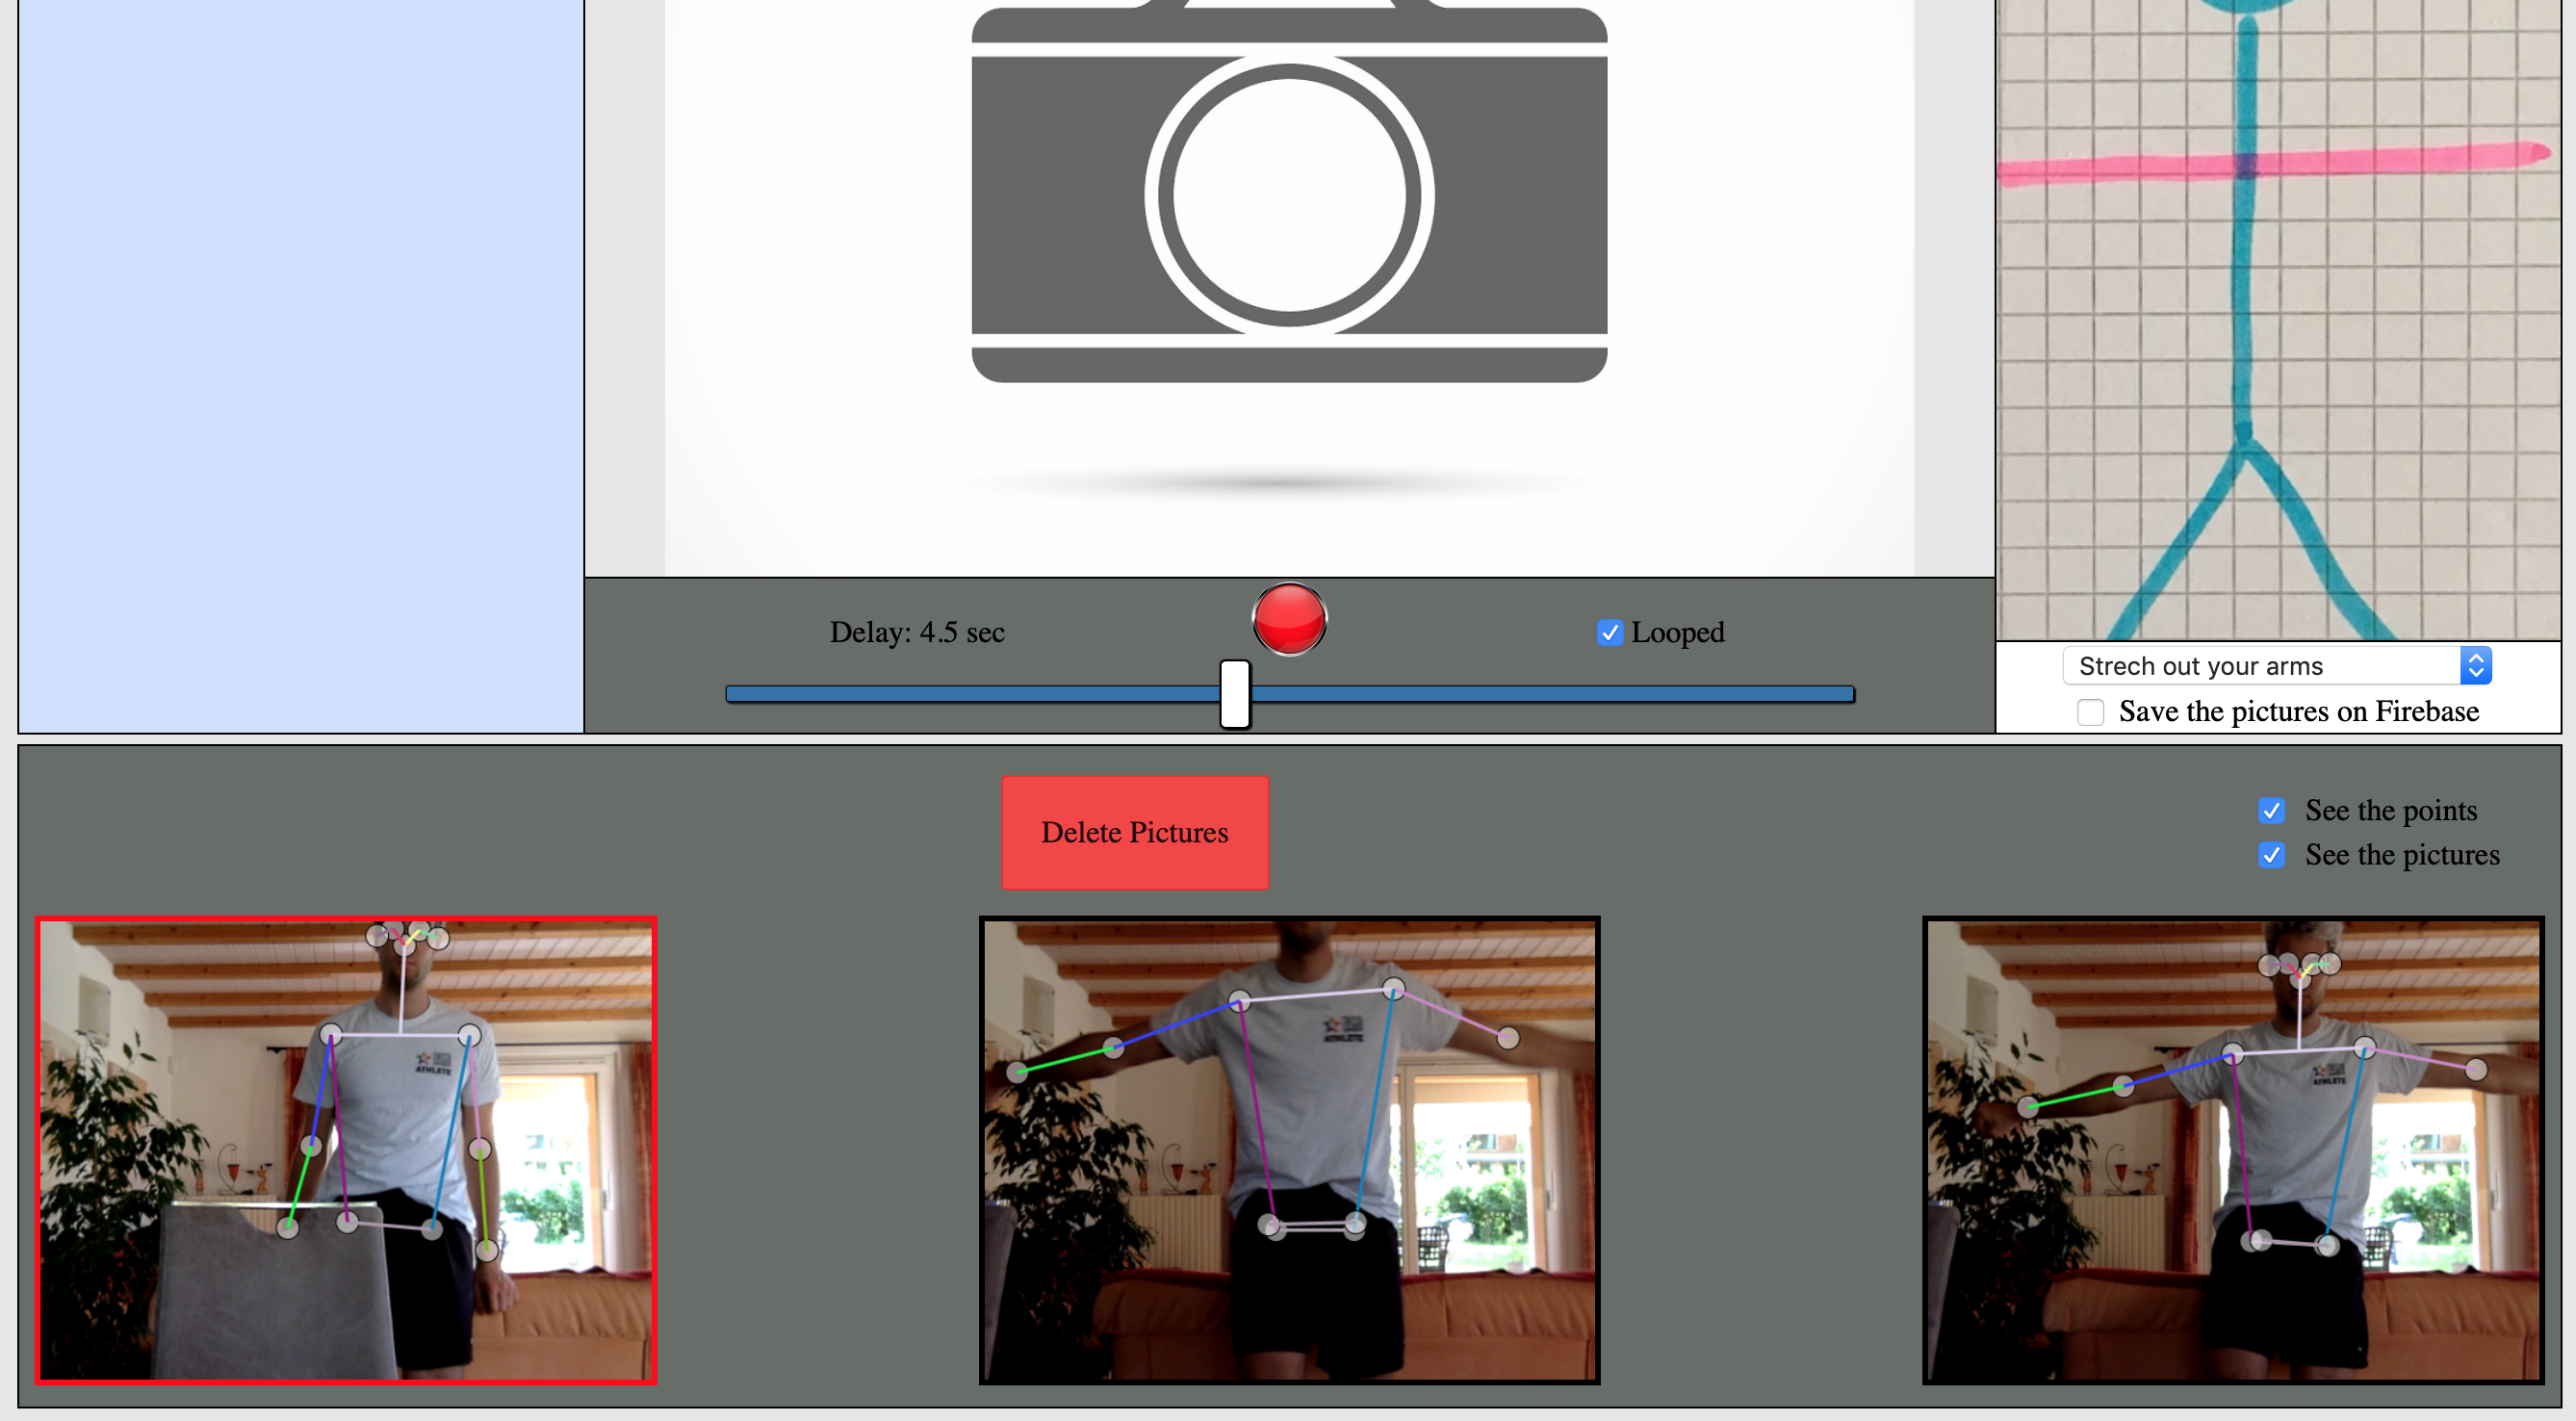 Delay: 4.5 sec
Looped
Strech out your arms
Save the pictures on Firebase
Delete Pictures
See the points
See the pictures
ATHLETE
ATHLETE
ATHLETE